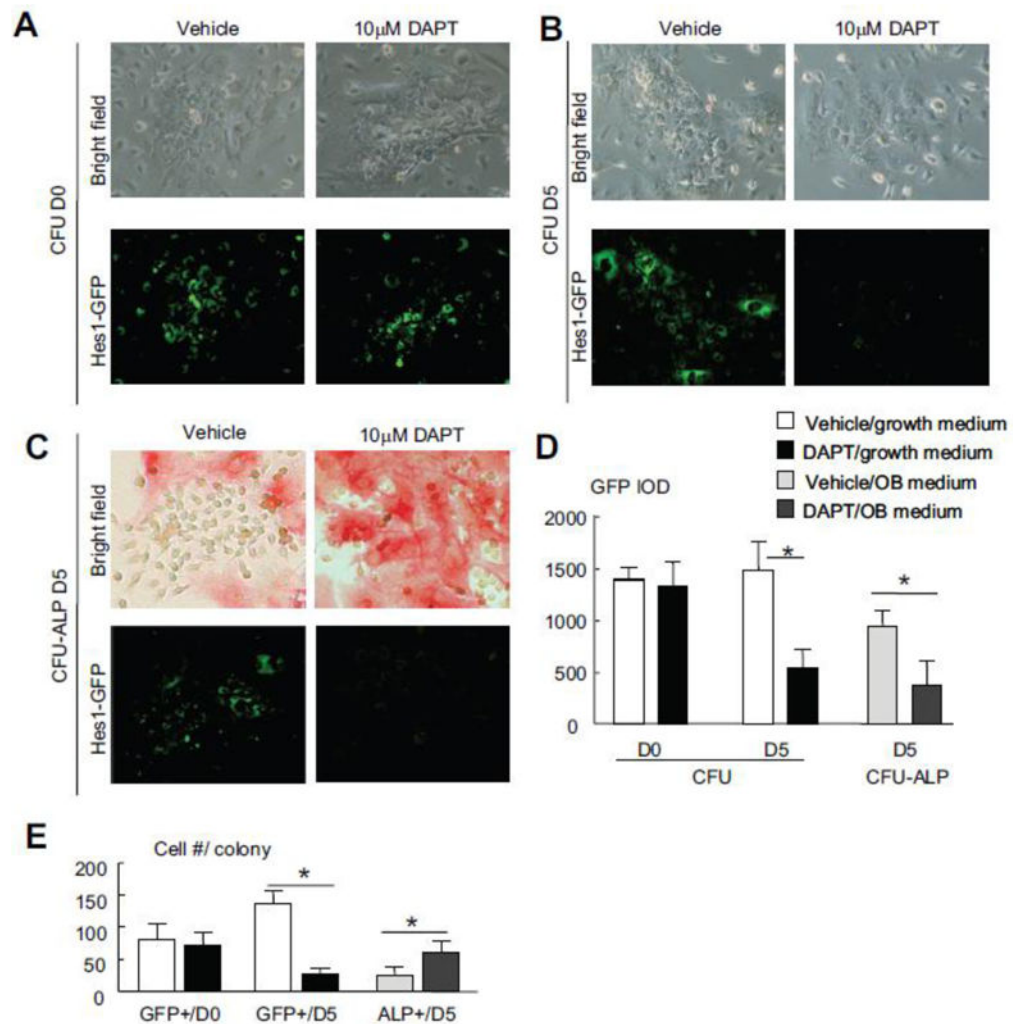 A
Vehicle 10µM DAPT
CFU D0
Bright field
Hes1-GFP
B
Vehicle 10µM DAPT
CFU D5
Bright field
Hes1-GFP
C
Vehicle 10µM DAPT
CFU-ALP D5
Bright field
Hes1-GFP
D
Vehicle/growth medium
DAPT/growth medium
Vehicle/OB medium
DAPT/OB medium
GFP IOD
2000
1500
1000
500
0
* *
D0 D5 D5
CFU CFU-ALP
E
Cell #/ colony
200
150
100
50
0
* *
GFP+/D0 GFP+/D5 ALP+/D5